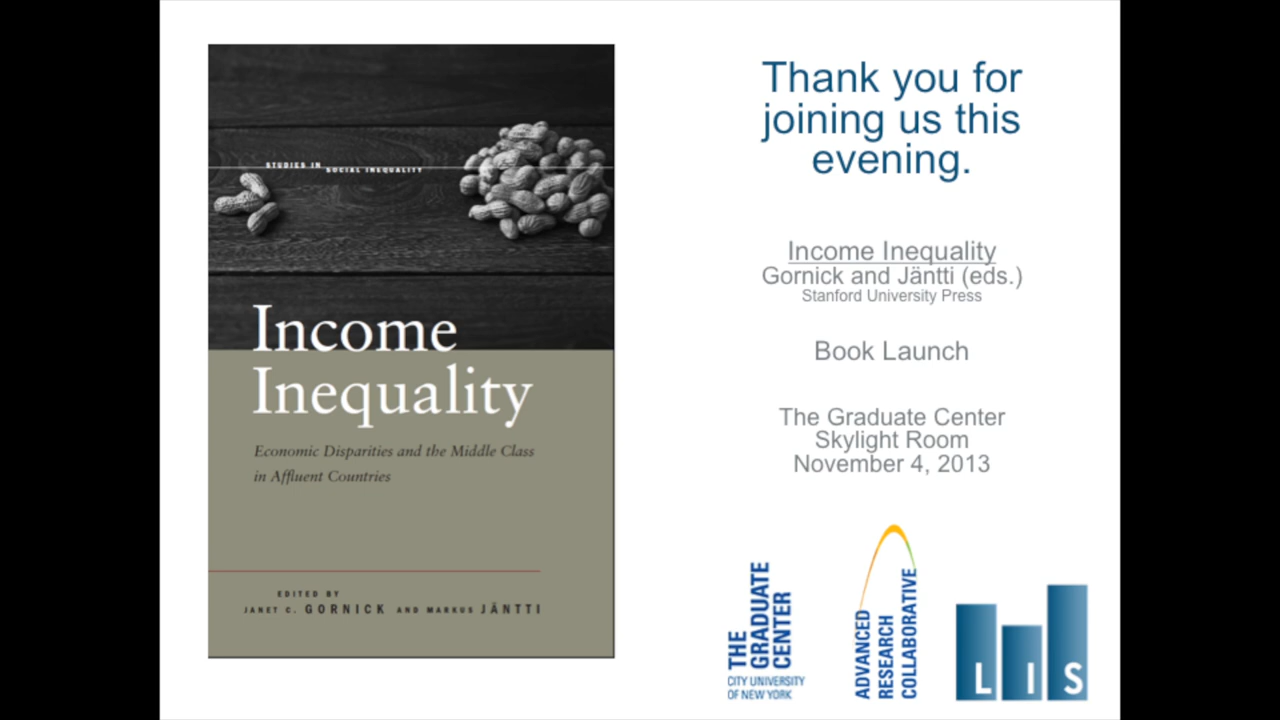 STUDIES IN
SOCIAL INEQUALITY
Income
Inequality
Economic Disparities and the Middle Class
in Affluent Countries
EDITED BY
JANET C. GORNICK AND MARKUS JÄNTTI
Thank you for
joining us this
evening.
Income Inequality
Gornick and Jäntti (eds.)
Stanford University Press
Book Launch
The Graduate Center
Skylight Room
November 4, 2013
THE
GRADUATE
CENTER
CITY UNIVERSITY
OF NEW YORK
ADVANCED
RESEARCH
COLLABORATIVE
LIS